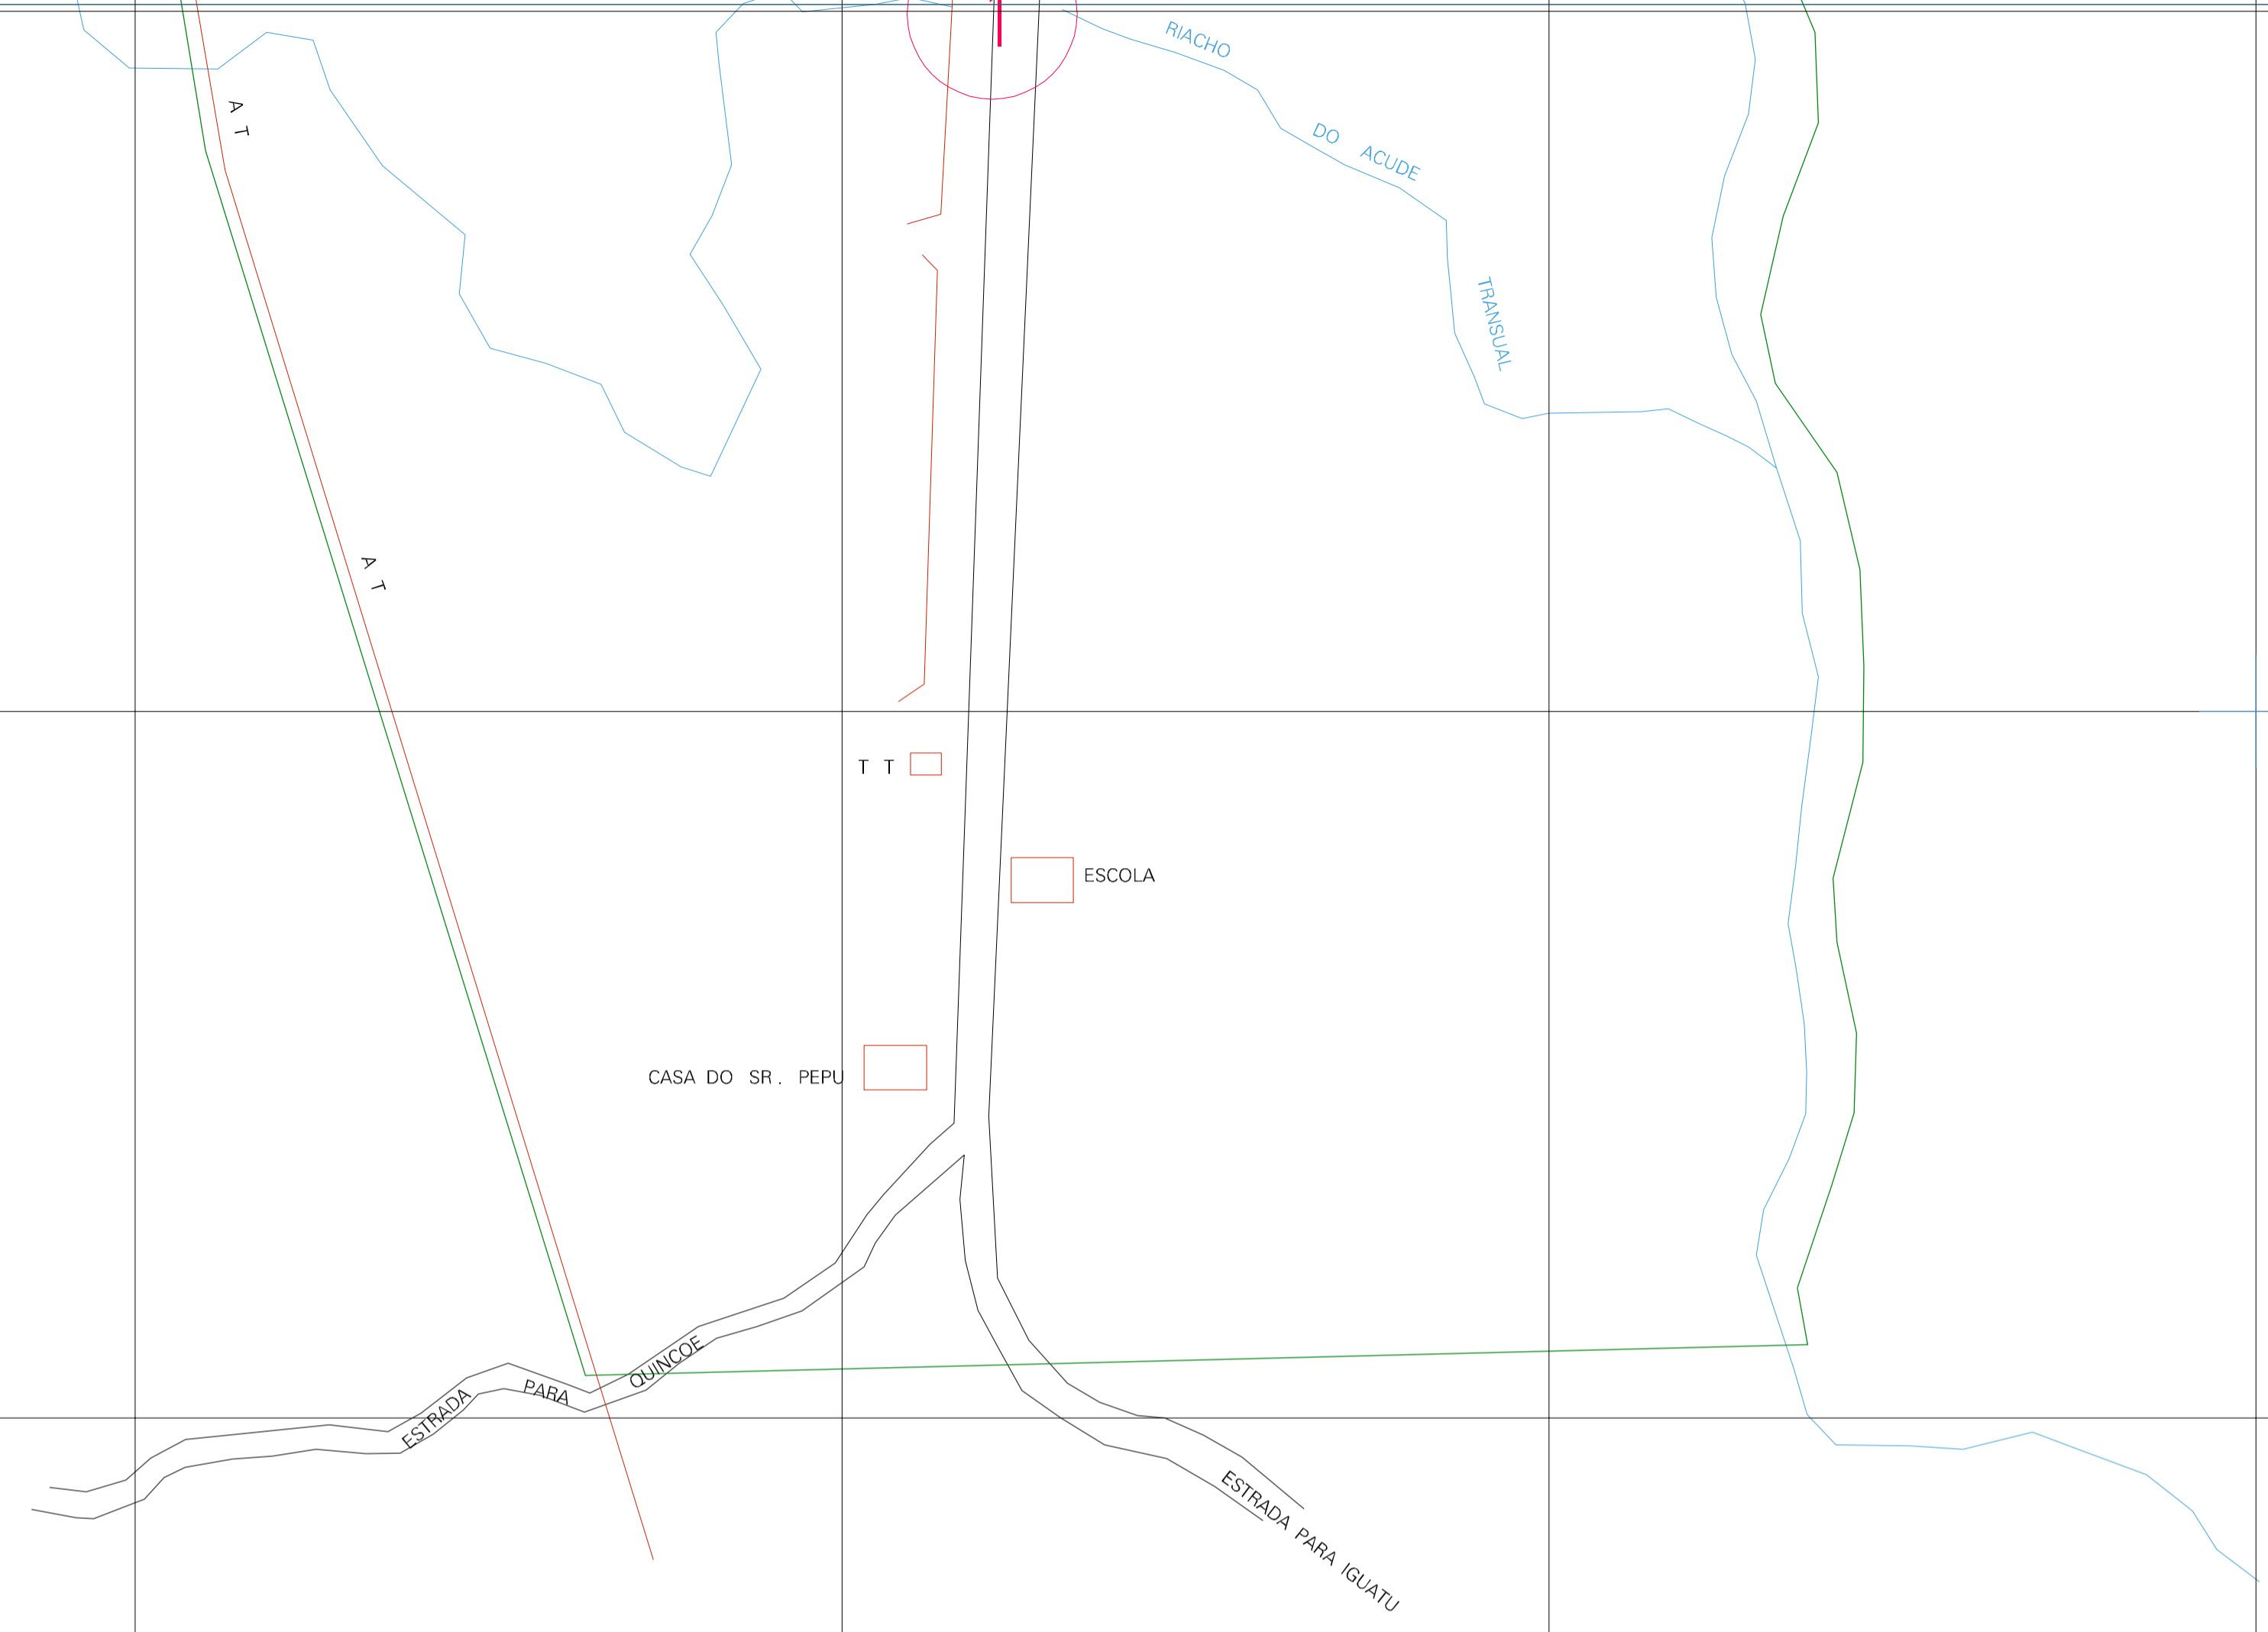 RIACHO
DO ACUDE
TRANSUAL
A T
A T
T T
ESCOLA
CASA DO SR. PEPU
ESTRADA PARA QUINCOE
ESTRADA PARA IGUATU